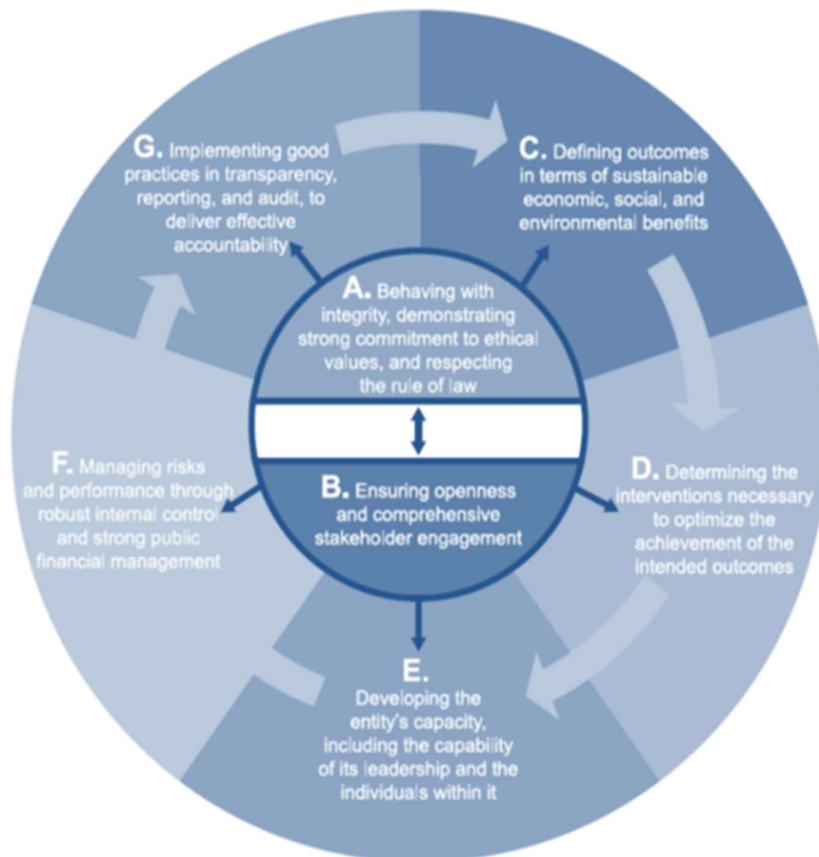 G. Implementing good
practices in transparency,
reporting, and audit, to
deliver effective
accountability
C. Defining outcomes
in terms of sustainable
economic, social, and
environmental benefits
A. Behaving with
integrity, demonstrating
strong commitment to ethical
values, and respecting
the rule of law
B. Ensuring openness
and comprehensive
stakeholder engagement
D. Determining the
interventions necessary
to optimize the
achievement of the
intended outcomes
E.
Developing the
entity's capacity,
including the capability
of its leadership and the
individuals within it
F. Managing risks
and performance through
robust internal control
and strong public
financial management